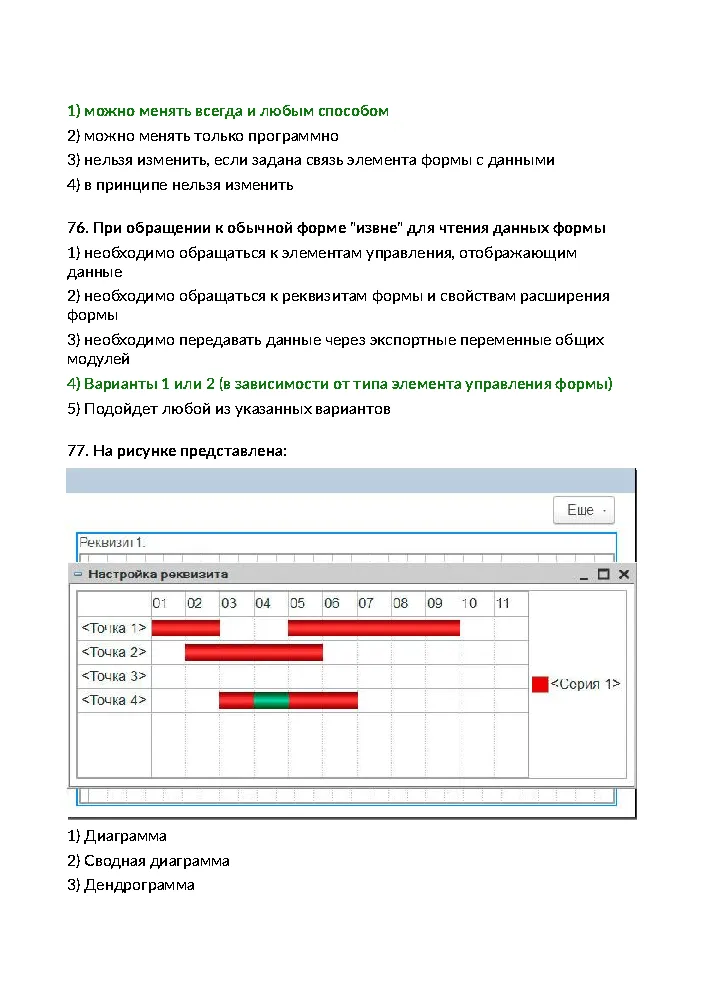 1) можно менять всегда и любым способом
2) можно менять только программно
3) нельзя изменить, если задана связь элемента формы с данными
4) в принципе нельзя изменить
76. При обращении к обычной форме "извне" для чтения данных формы
1) необходимо обращаться к элементам управления, отображающим
данные
2) необходимо обращаться к реквизитам формы и свойствам расширения
формы
3) необходимо передавать данные через экспортные переменные общих
модулей
4) Варианты 1 или 2 (в зависимости от типа элемента управления формы)
5) Подойдет любой из указанных вариантов
77. На рисунке представлена:
Еще
Реквизит1:
Настройка реквизита
01 02 03 04 05 06 07 08 09 10 11
<Точка 1>
<Точка 2>
<Точка 3>
<Серия 1>
<Точка 4>
1) Диаграмма
2) Сводная диаграмма
3) Дендрограмма